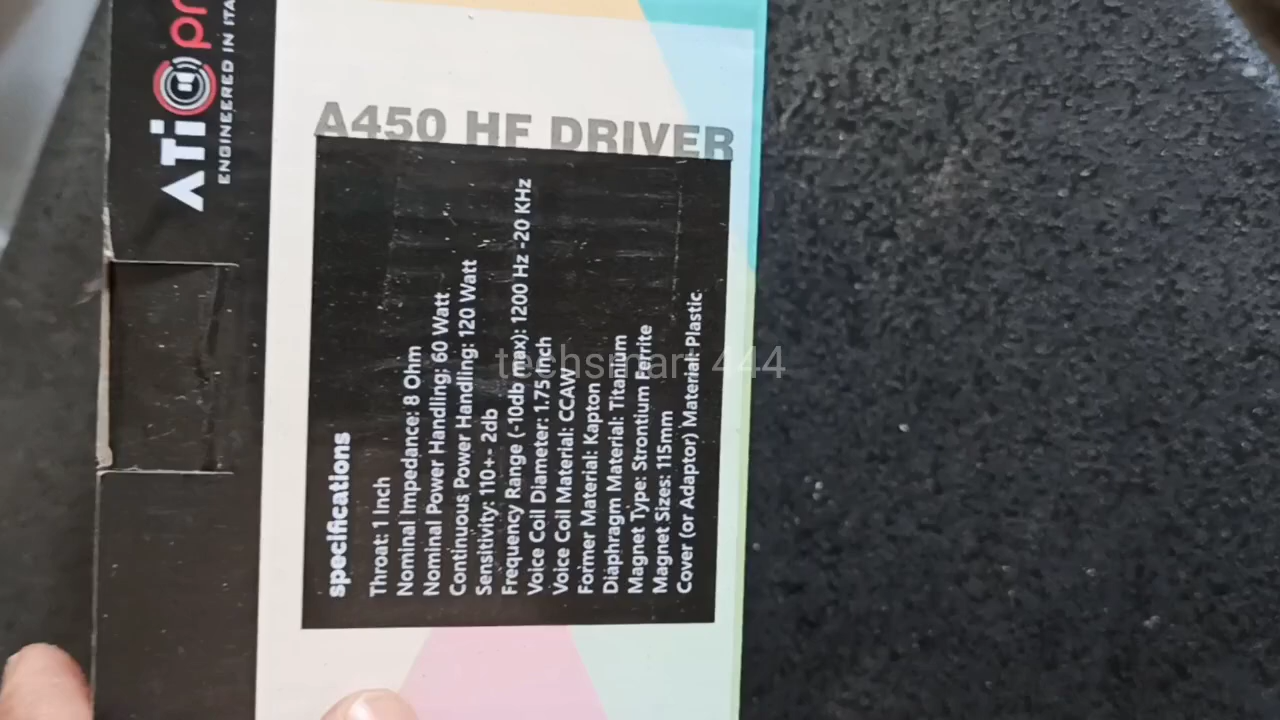 ATi pr
ENGINEERED IN ITA
A450 HF DRIVER
specifications
Throat: 1 Inch
Nominal Impedance: 8 Ohm
Nominal Power Handling: 60 Watt
Continuous Power Handling: 120 Watt
Sensitivity: 110+- 2db
Frequency Range (-10db max): 1200 Hz -20 KHz
Voice Coil Diameter: 1.75 Inch
Voice Coil Material: CCAW
Former Material: Kapton
Diaphragm Material: Titanium
Magnet Type: Strontium Ferrite
Magnet Sizes: 115mm
Cover (or Adaptor) Material: Plastic
techsmart 444